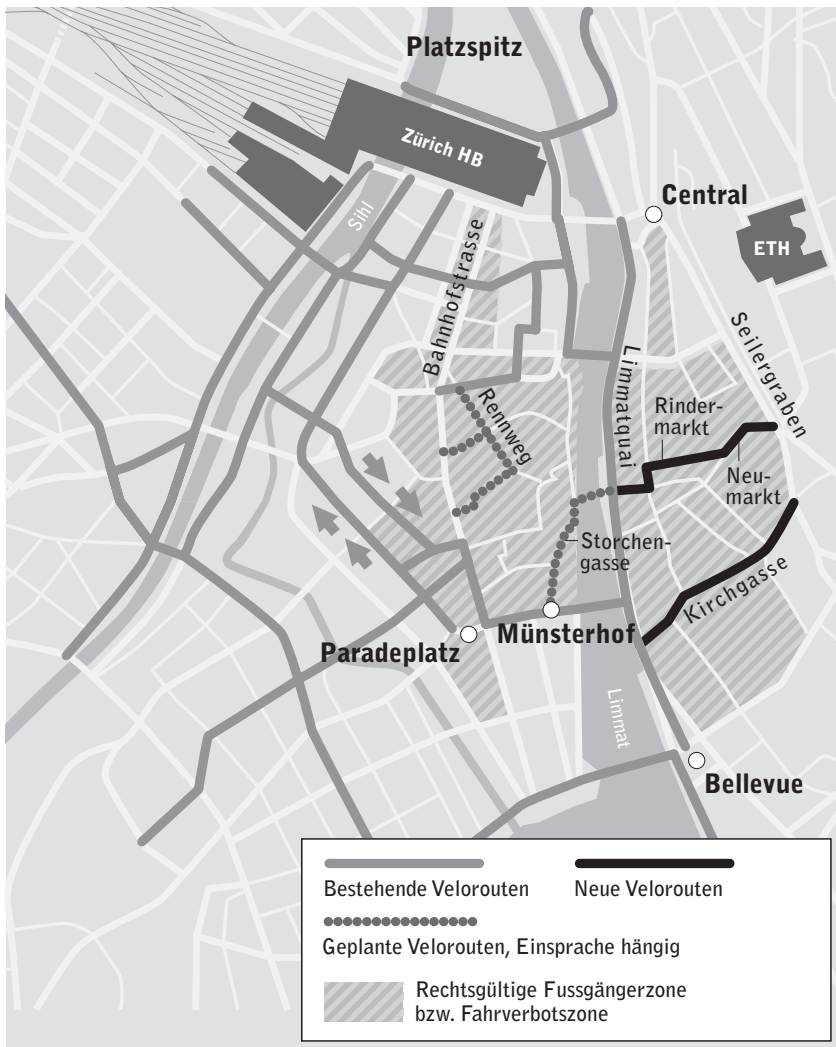 Platzspitz
Zürich HB
Central
Sihl
ETH
Bahnhofstrasse
Seilergraben
Limmatquai
Rennweg
Rinder-
markt
Neu-
markt
Storchen-
gasse
Kirchgasse
Münsterhof
Paradeplatz
Limmat
Bellevue
Bestehende Velorouten
Neue Velorouten
Geplante Velorouten, Einsprache hängig
Rechtsgültige Fussgängerzone
bzw. Fahrverbotszone